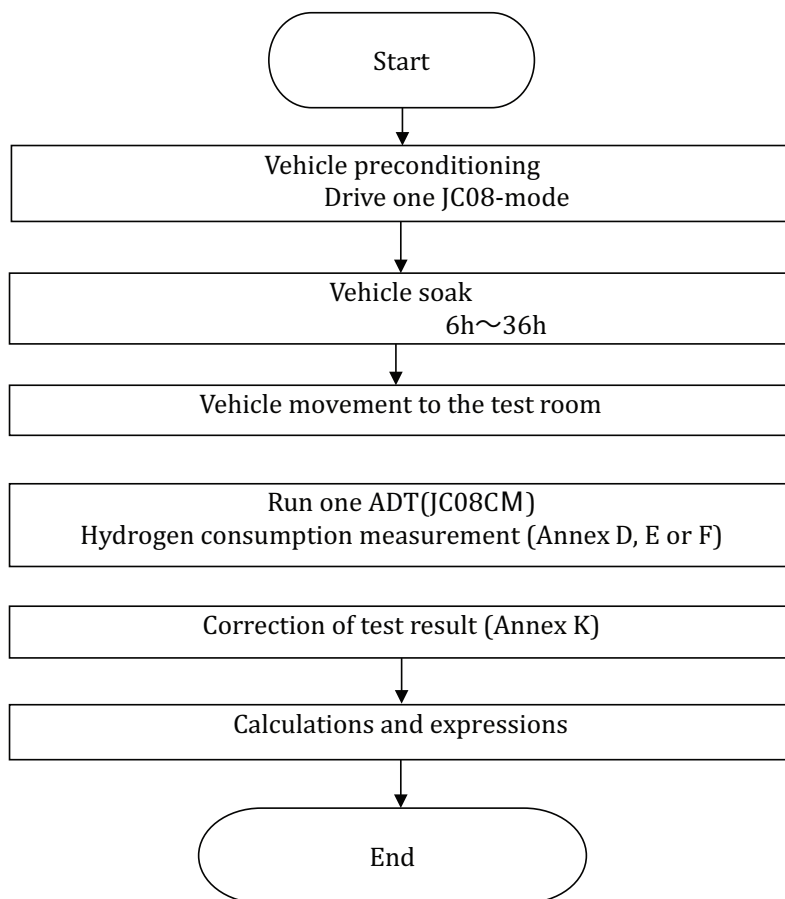 Start
Vehicle preconditioning
Drive one JC08-mode
Vehicle soak
6h～36h
Vehicle movement to the test room
Run one ADT(JC08CM)
Hydrogen consumption measurement (Annex D, E or F)
Correction of test result (Annex K)
Calculations and expressions
End